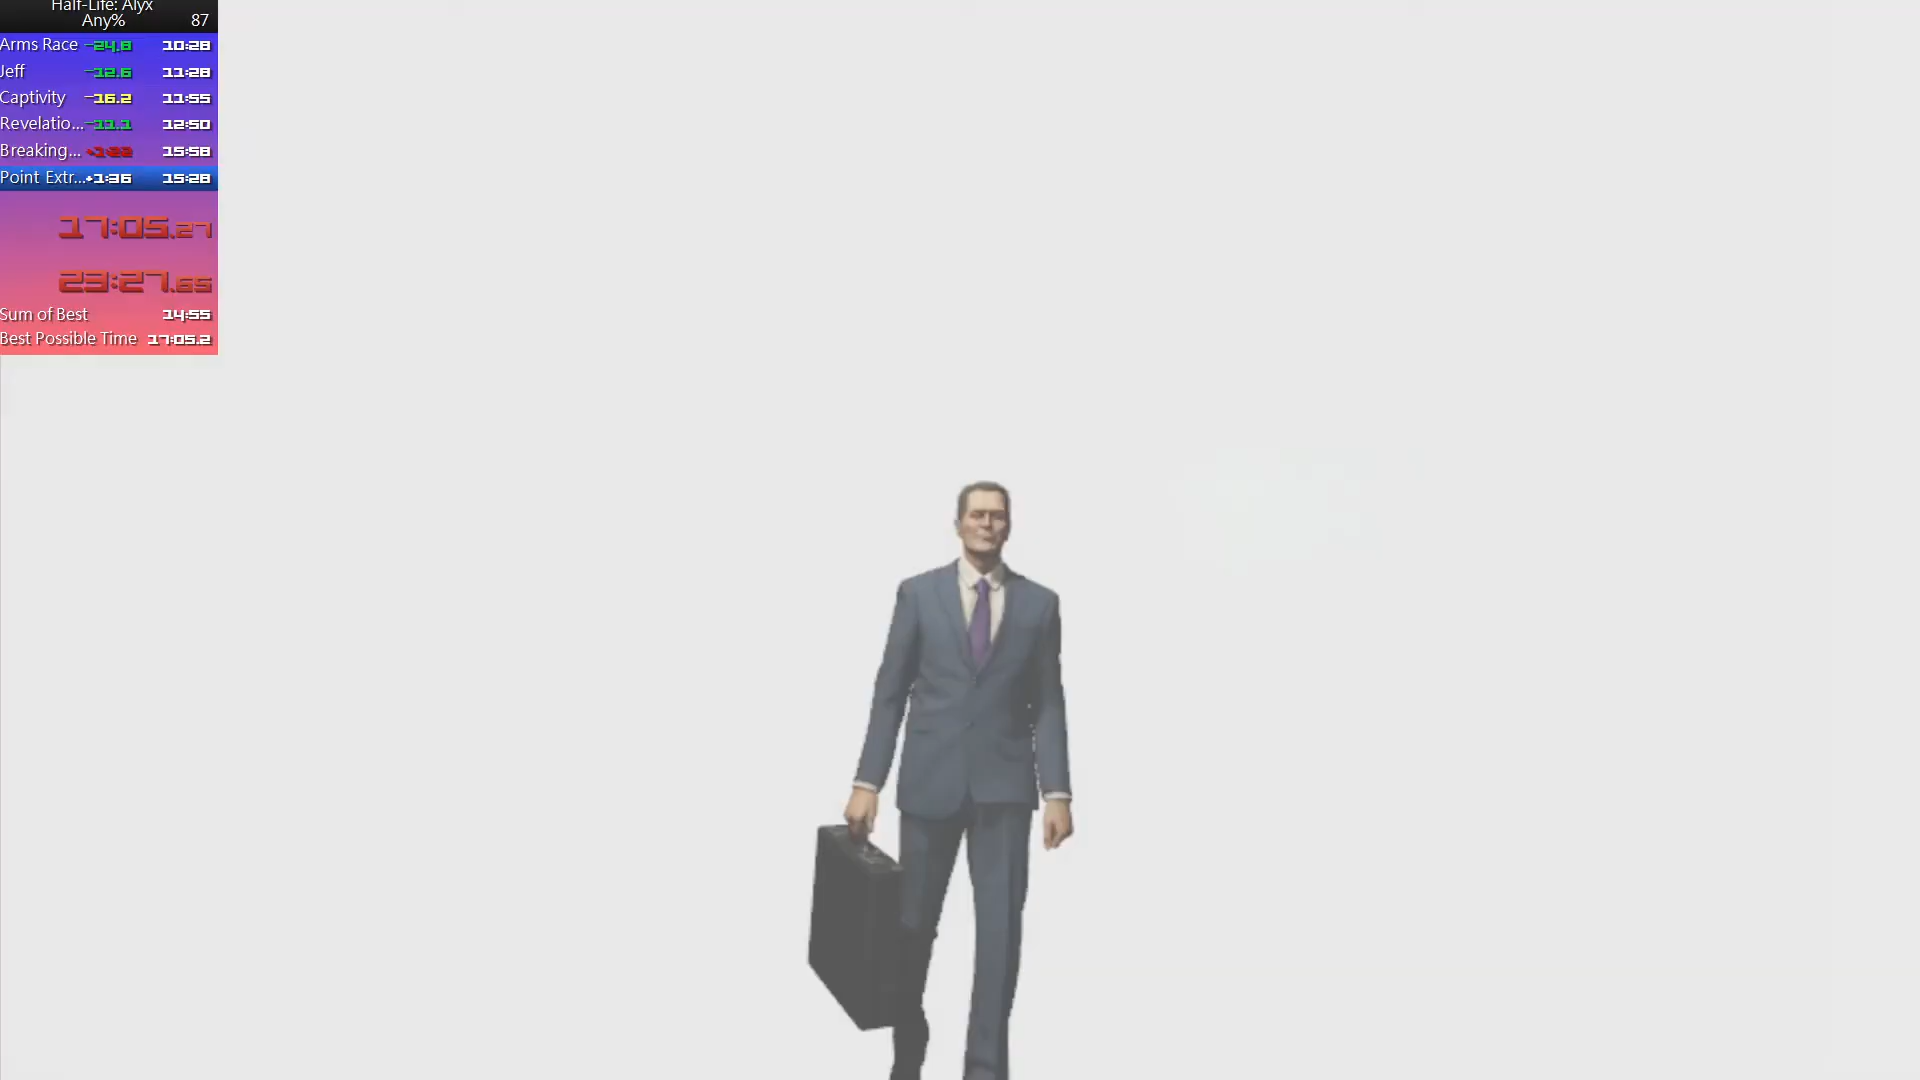 Half-Life: Alyx
Any% 87
Arms Race -24.8 10:28
Jeff -12.6 11:28
Captivity -16.2 11:55
Revelatio... -11.1 12:50
Breaking... +1:22 15:58
Point Extr... +1:36 15:28
17:05.27
23:27.65
Sum of Best 14:55
Best Possible Time 17:05.2